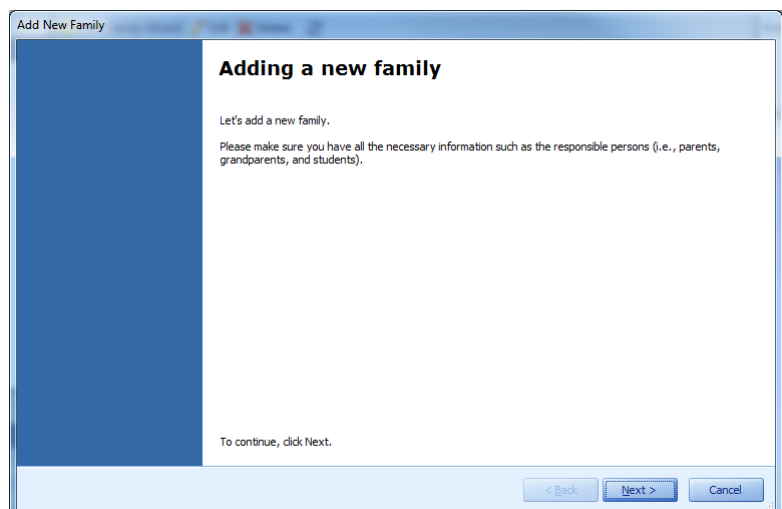 Add New Family
Adding a new family
Let's add a new family.
Please make sure you have all the necessary information such as the responsible persons (i.e., parents,
grandparents, and students).
To continue, click Next.
< Back
Next >
Cancel